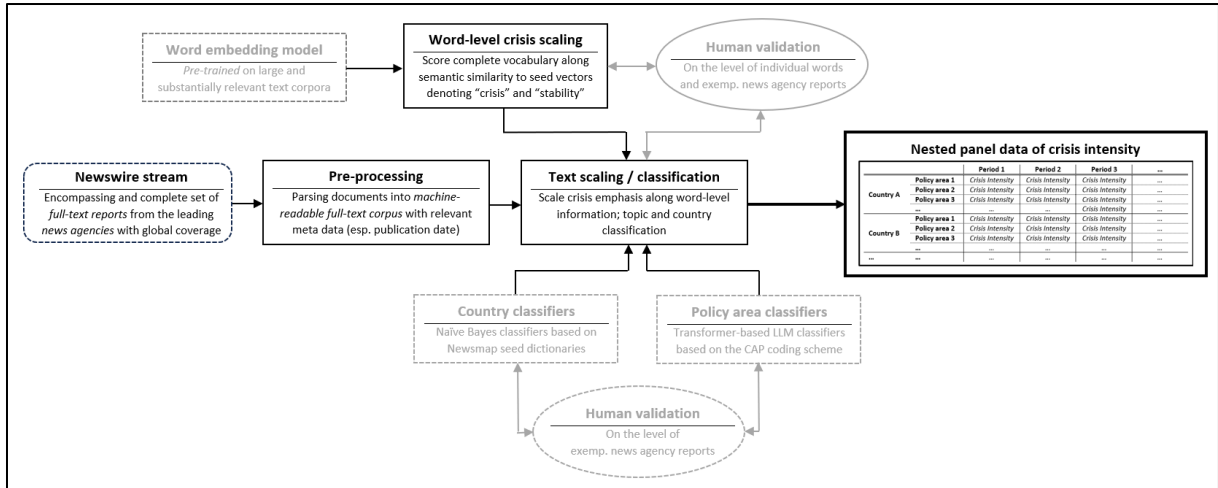 Word embedding model
Pre-trained on large and
substantially relevant text corpora
Word-level crisis scaling
Score complete vocabulary along
semantic similarity to seed vectors
denoting “crisis” and “stability”
Human validation
On the level of individual words
and exemp. news agency reports
Newswire stream
Encompassing and complete set of
full-text reports from the leading
news agencies with global coverage
Pre-processing
Parsing documents into machine-
readable full-text corpus with relevant
meta data (esp. publication date)
Text scaling / classification
Scale crisis emphasis along word-level
information; topic and country
classification
Nested panel data of crisis intensity
Period 1 Period 2 Period 3 ...
Country A
Policy area 1 Crisis Intensity Crisis Intensity Crisis Intensity ...
Policy area 2 Crisis Intensity Crisis Intensity Crisis Intensity ...
Policy area 3 Crisis Intensity Crisis Intensity Crisis Intensity ...
... ... ... Crisis Intensity ...
Country B
Policy area 1 Crisis Intensity Crisis Intensity Crisis Intensity ...
Policy area 2 Crisis Intensity Crisis Intensity Crisis Intensity ...
Policy area 3 Crisis Intensity Crisis Intensity Crisis Intensity ...
... ... ... ... ...
... ... ... ... ... ...
Country classifiers
Naïve Bayes classifiers based on
Newsmap seed dictionaries
Policy area classifiers
Transformer-based LLM classifiers
based on the CAP coding scheme
Human validation
On the level of
exemp. news agency reports